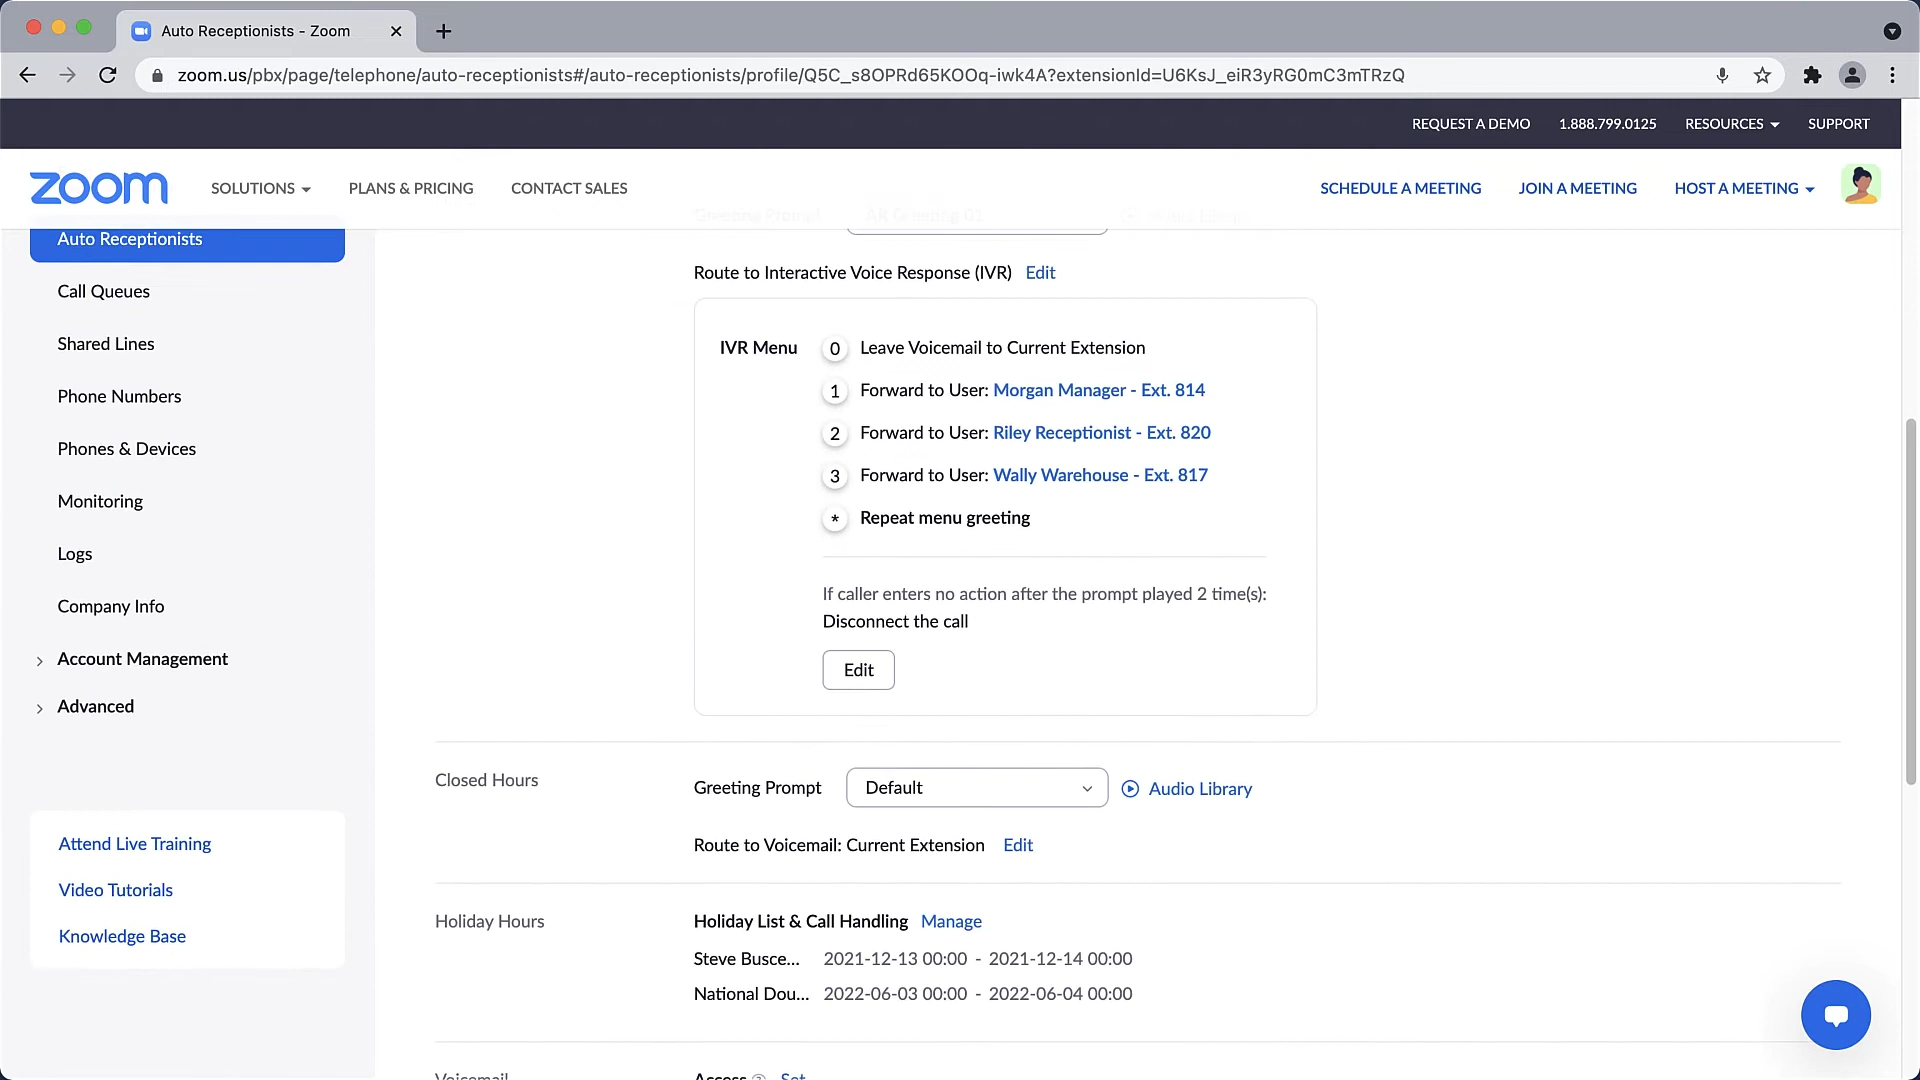 Auto Receptionists - Zoom
zoom.us/pbx/page/telephone/auto-receptionists#/auto-receptionists/profile/Q5C_s8OPRd65KOOq-iwk4A?extensionId=U6KsJ_eiR3yRG0mC3mTRzQ
REQUEST A DEMO 1.888.799.0125 RESOURCES SUPPORT
zoom SOLUTIONS PLANS & PRICING CONTACT SALES SCHEDULE A MEETING JOIN A MEETING HOST A MEETING
Greeting Prompt AR Greeting 01 Audio Library
Auto Receptionists
Call Queues
Shared Lines
Phone Numbers
Phones & Devices
Monitoring
Logs
Company Info
Account Management
Advanced
Attend Live Training
Video Tutorials
Knowledge Base
Route to Interactive Voice Response (IVR) Edit
IVR Menu 0 Leave Voicemail to Current Extension
1 Forward to User: Morgan Manager - Ext. 814
2 Forward to User: Riley Receptionist - Ext. 820
3 Forward to User: Wally Warehouse - Ext. 817
* Repeat menu greeting
If caller enters no action after the prompt played 2 time(s):
Disconnect the call
Edit
Closed Hours Greeting Prompt Default Audio Library
Route to Voicemail: Current Extension Edit
Holiday Hours Holiday List & Call Handling Manage
Steve Busce... 2021-12-13 00:00 - 2021-12-14 00:00
National Dou... 2022-06-03 00:00 - 2022-06-04 00:00
Voicemail Access ? Set